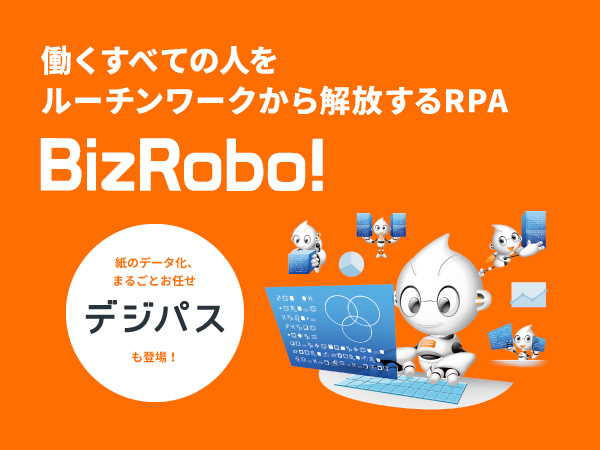 働くすべての人を
ルーチンワークから解放するRPA
BizRobo!
紙のデータ化、
まるごとお任せ
デジパス
も登場！